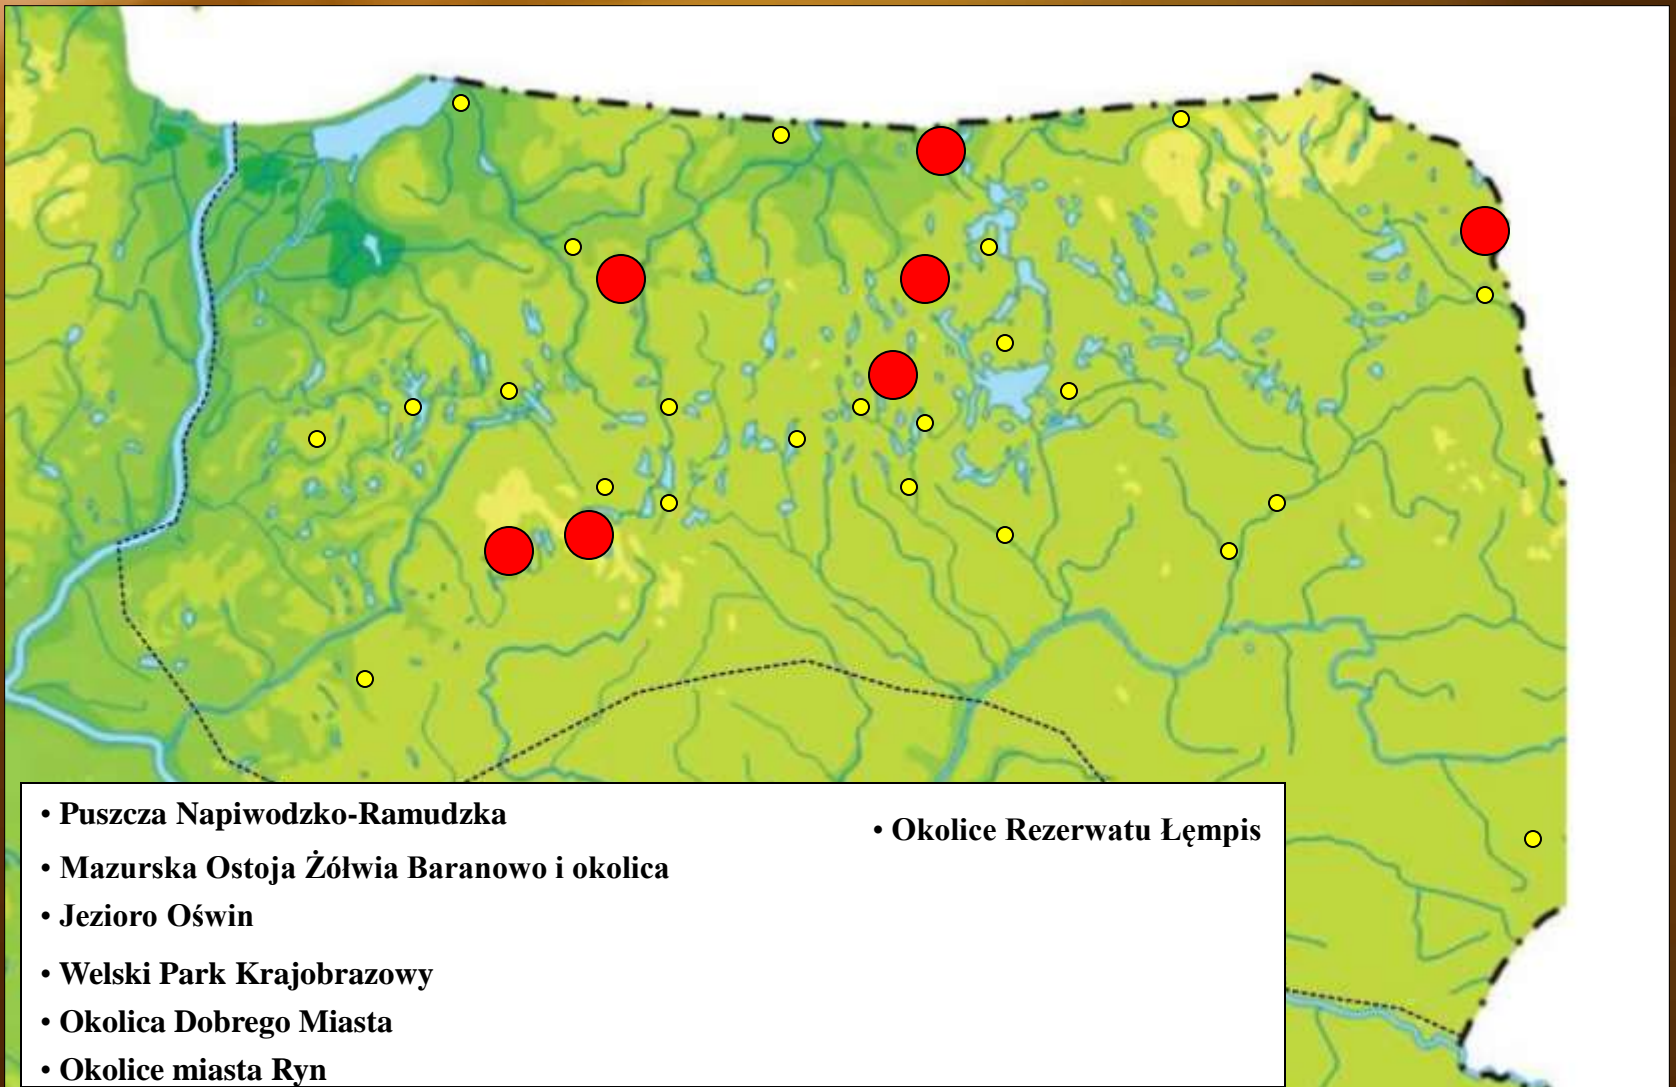 • Puszcza Napiwodzko-Ramudzka
• Mazurska Ostoja Żółwia Baranowo i okolica
• Jezioro Oświn
• Welski Park Krajobrazowy
• Okolica Dobrego Miasta
• Okolice miasta Ryn
• Okolice Rezerwatu Łęmpis